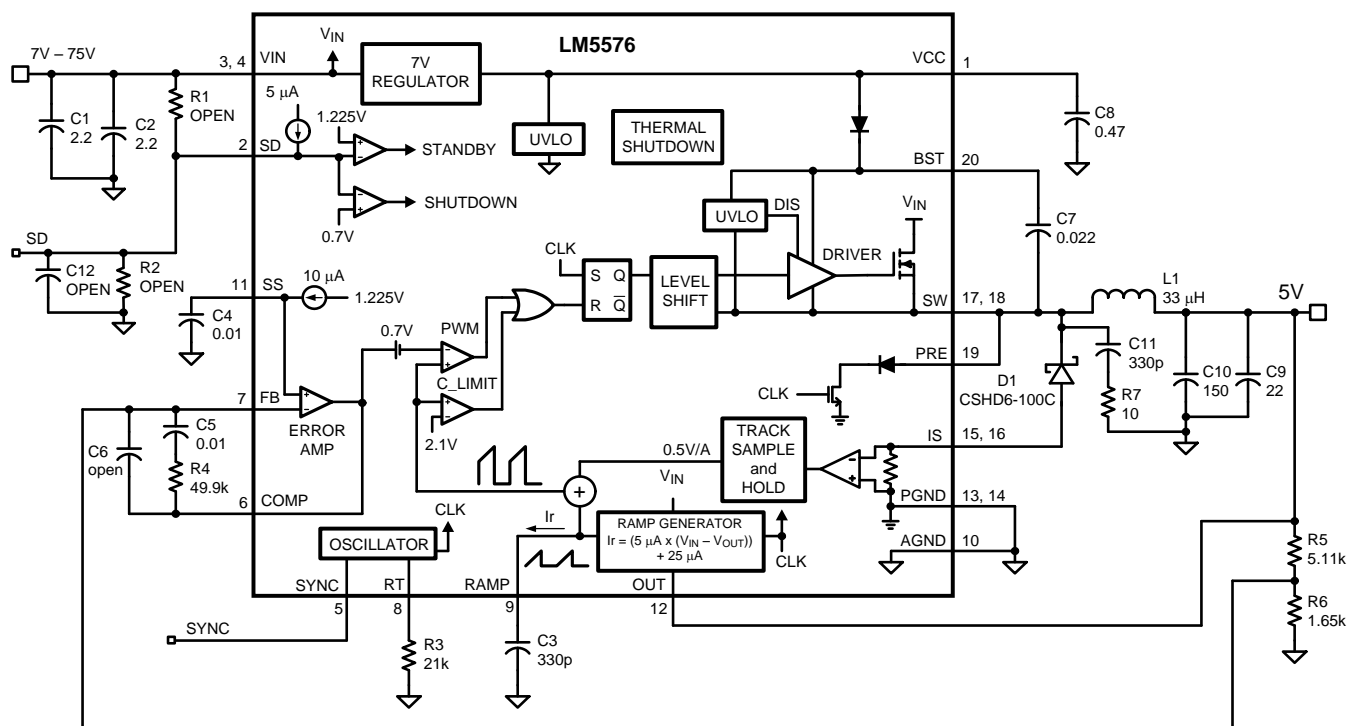 LM5576
7V – 75V
3, 4
VIN
VIN
7V
REGULATOR
VCC
1
R1
OPEN
C1
2.2
C2
2.2
5 µA
1.225V
2
SD
STANDBY
UVLO
THERMAL
SHUTDOWN
C8
0.47
BST
20
SHUTDOWN
0.7V
UVLO
DIS
VIN
C7
0.022
SD
C12
OPEN
R2
OPEN
CLK
DRIVER
11
SS
10 µA
1.225V
S Q
R Q
LEVEL
SHIFT
SW
17, 18
L1
33 µH
5V
C4
0.01
0.7V
PWM
PRE
19
C11
330p
C10
150
C9
22
7
FB
C_LIMIT
CLK
D1
CSHD6-100C
R7
10
C5
0.01
ERROR
AMP
2.1V
C6
open
R4
49.9k
0.5V/A
TRACK
SAMPLE
and
HOLD
IS
15, 16
VIN
6
COMP
PGND
13, 14
CLK
Ir
RAMP GENERATOR
Ir = (5 µA x (VIN – VOUT))
+ 25 µA
OSCILLATOR
CLK
AGND
10
R5
5.11k
SYNC
RT
RAMP
OUT
5
8
9
12
R6
1.65k
SYNC
R3
21k
C3
330p